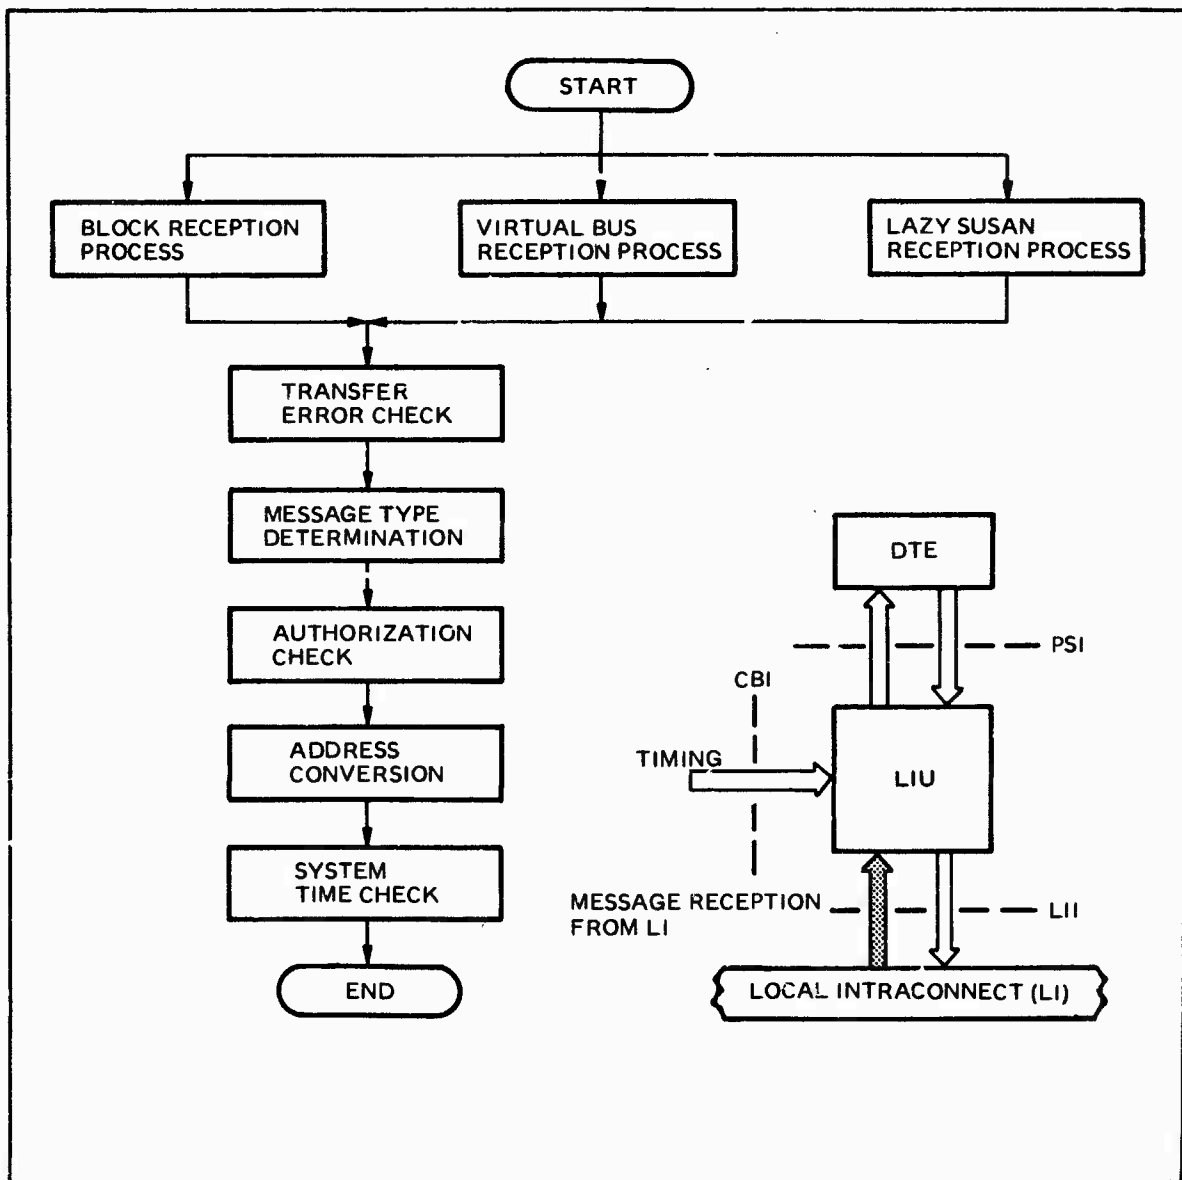 START
BLOCK RECEPTION
PROCESS
VIRTUAL BUS
RECEPTION PROCESS
LAZY SUSAN
RECEPTION PROCESS
TRANSFER
ERROR CHECK
MESSAGE TYPE
DETERMINATION
AUTHORIZATION
CHECK
ADDRESS
CONVERSION
SYSTEM
TIME CHECK
END
DTE
PSI
CBI
TIMING
LIU
MESSAGE RECEPTION
FROM LI
LII
LOCAL INTRACONNECT (LI)